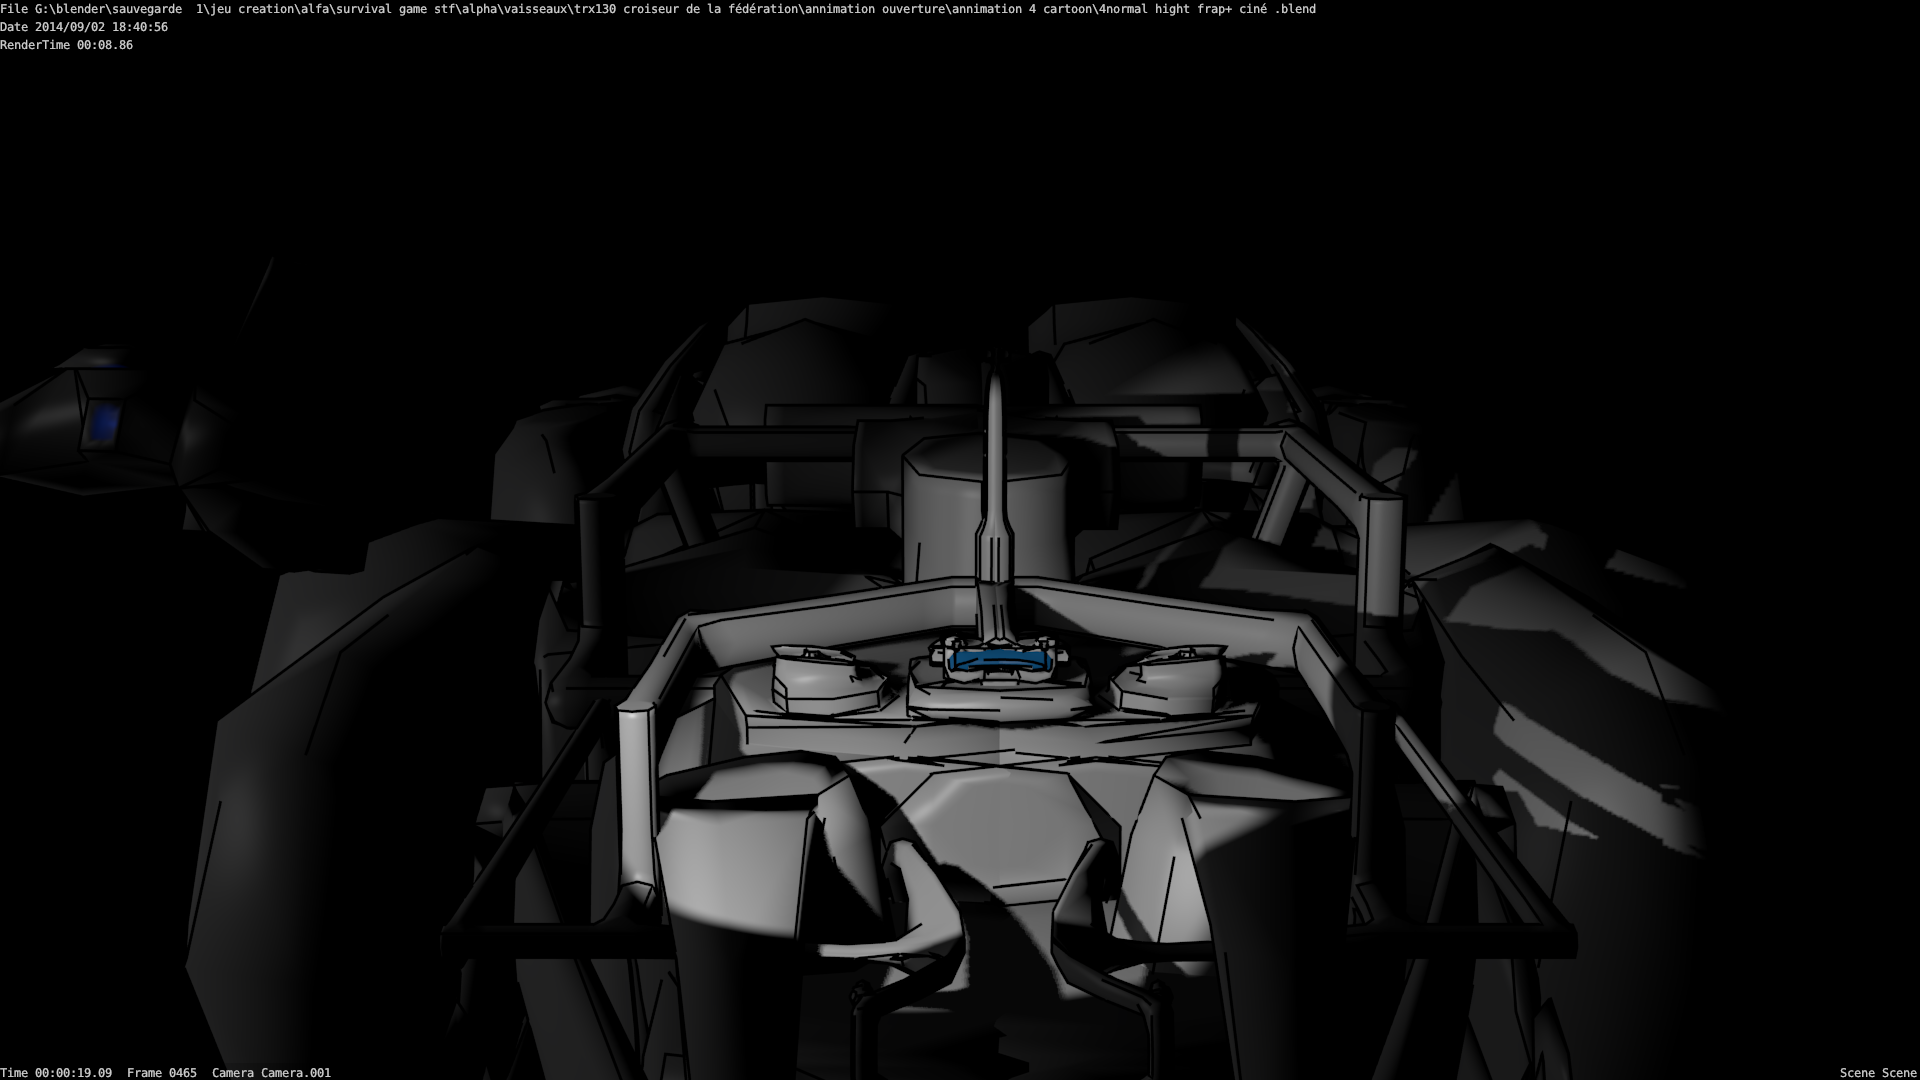 File G:\blender\sauvegarde  1\jeu creation\alfa\survival game stf\alpha\vaisseaux\trx130 croiseur de la fédération\annimation ouverture\annimation 4 cartoon\4normal hight frap+ ciné .blend
Date 2014/09/02 18:40:56
RenderTime 00:08.86
Time 00:00:19.09  Frame 0465  Camera Camera.001
Scene Scene